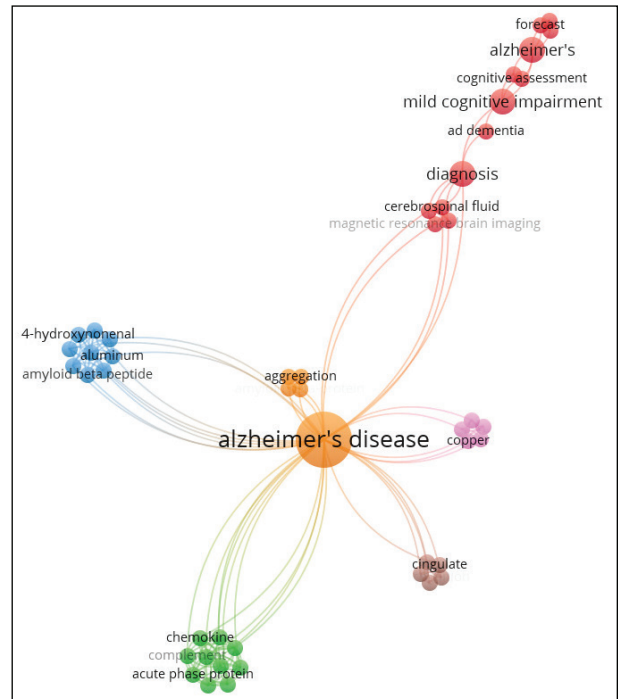 forecast
alzheimer's
cognitive assessment
mild cognitive impairment
ad dementia
diagnosis
cerebrospinal fluid
magnetic resonance brain imaging
4-hydroxynonenal
aluminum
amyloid beta peptide
aggregation
alzheimer's disease
copper
cingulate
chemokine
complement
acute phase protein